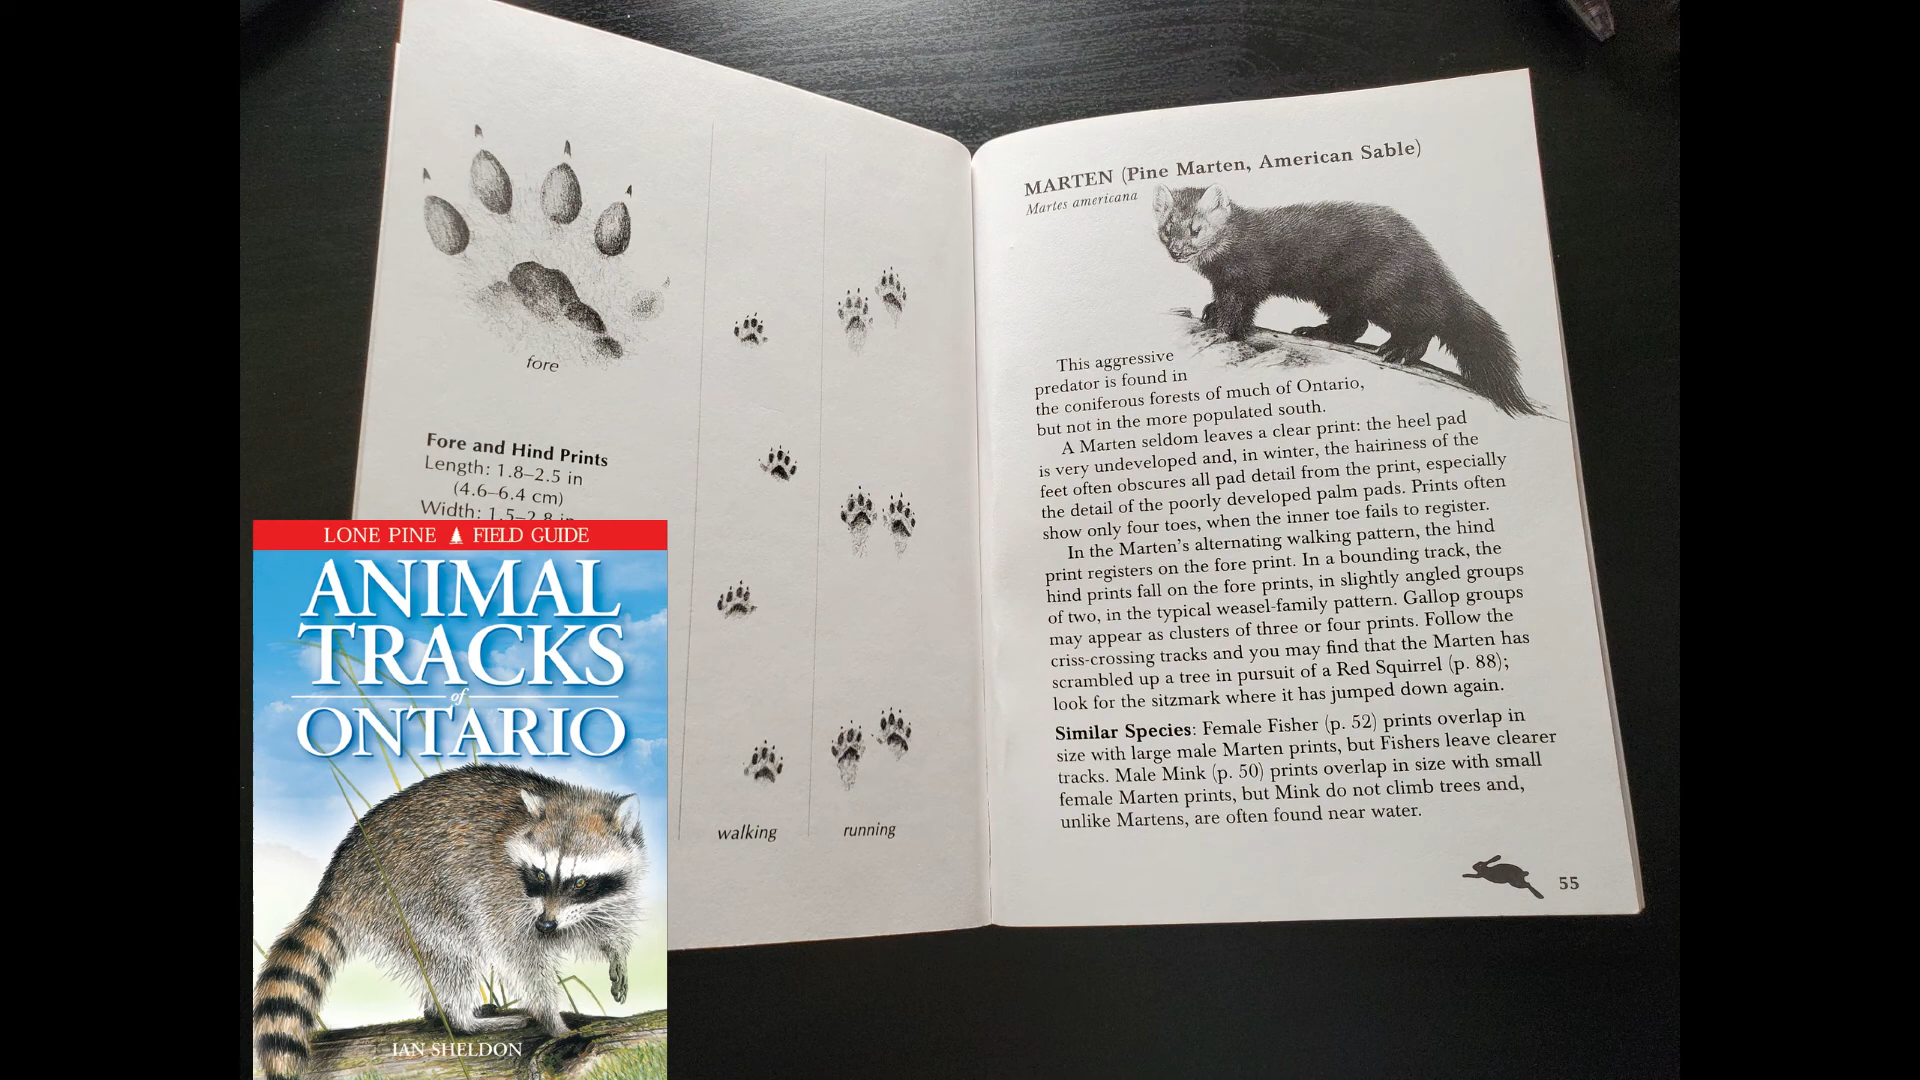 fore
Fore and Hind Prints
Length: 1.8–2.5 in
(4.6–6.4 cm)
Width: 1.5–2.8 in
walking
running
MARTEN (Pine Marten, American Sable)
Martes americana
This aggressive
predator is found in
the coniferous forests of much of Ontario,
but not in the more populated south.
A Marten seldom leaves a clear print: the heel pad
is very undeveloped and, in winter, the hairiness of the
feet often obscures all pad detail from the print, especially
the detail of the poorly developed palm pads. Prints often
show only four toes, when the inner toe fails to register.
In the Marten's alternating walking pattern, the hind
print registers on the fore print. In a bounding track, the
hind prints fall on the fore prints, in slightly angled groups
of two, in the typical weasel-family pattern. Gallop groups
may appear as clusters of three or four prints. Follow the
criss-crossing tracks and you may find that the Marten has
scrambled up a tree in pursuit of a Red Squirrel (p. 88);
look for the sitzmark where it has jumped down again.
Similar Species: Female Fisher (p. 52) prints overlap in
size with large male Marten prints, but Fishers leave clearer
tracks. Male Mink (p. 50) prints overlap in size with small
female Marten prints, but Mink do not climb trees and,
unlike Martens, are often found near water.
55
LONE PINE FIELD GUIDE
ANIMAL
TRACKS
of
ONTARIO
IAN SHELDON